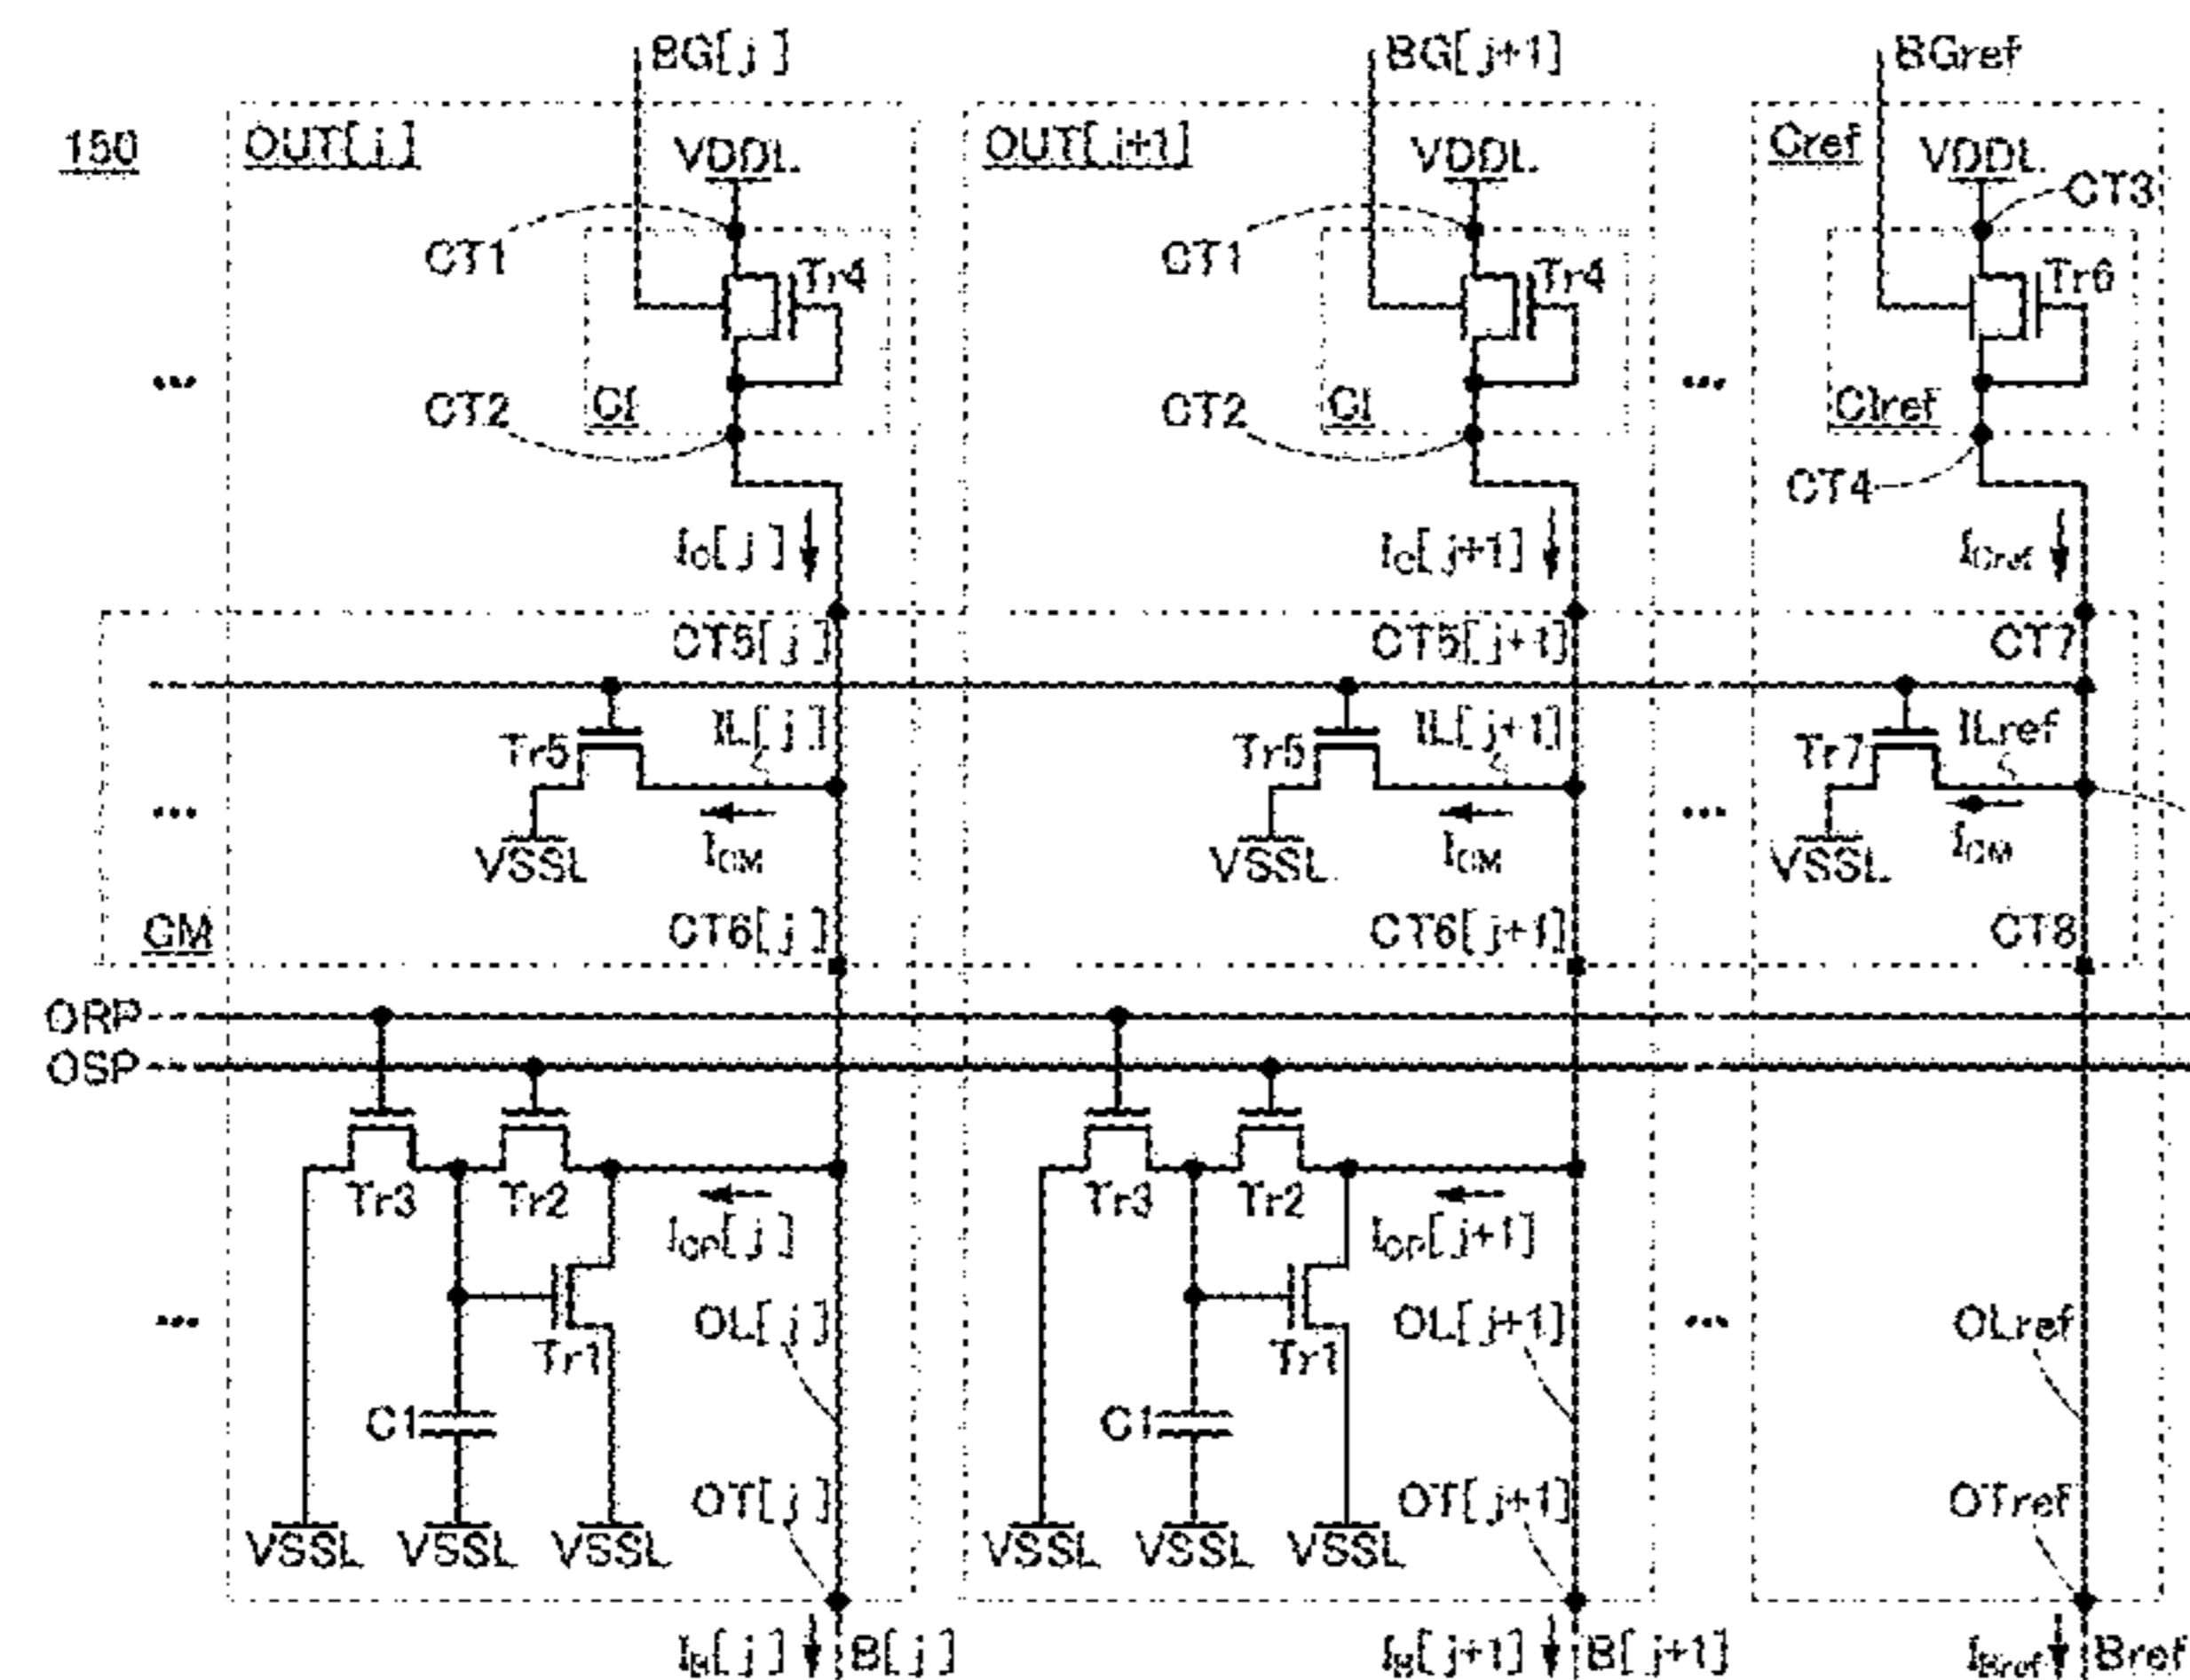 BG[j] BG[j+1] BGref
150 OUT[j] VDDL OUT[j+1] VDDL Cref VDDL
CT3
CT1 Tr4 CT1 Tr4 Tr6
... CT2 CI CT2 CI ... CIref
CT4
IC[j] IC[j+1] ICref
CT5[j] CT5[j+1] CT7
Tr5 IL[j] Tr5 IL[j+1] Tr7 ILref
... VSSL ICM VSSL ICM ... VSSL ICM
CM CT6[j] CT6[j+1] CT8
ORP
OSP
Tr3 Tr2 Tr3 Tr2
ICP[j] ICP[j+1]
... Tr1 OL[j] Tr1 OL[j+1] ... OLref
C1 C1
OT[j] OT[j+1] OTref
VSSL VSSL VSSL VSSL VSSL VSSL
IB[j] B[j] IB[j+1] B[j+1] IBref Bref